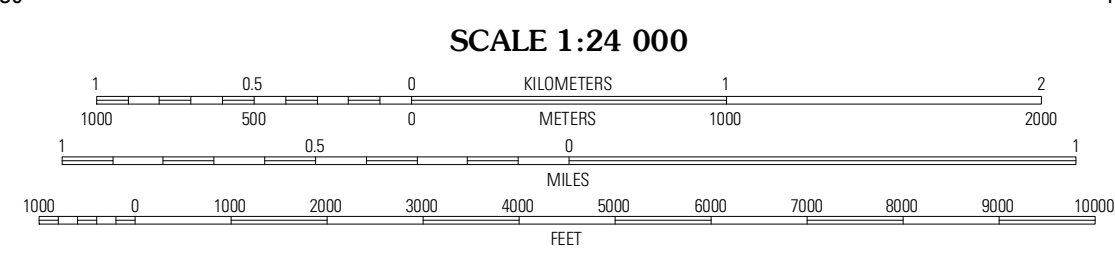 SCALE 1:24 000
1 0.5 0 KILOMETERS 1 2
1000 500 0 METERS 1000 2000
1 0.5 0 1
MILES
1000 0 1000 2000 3000 4000 5000 6000 7000 8000 9000 10000
FEET